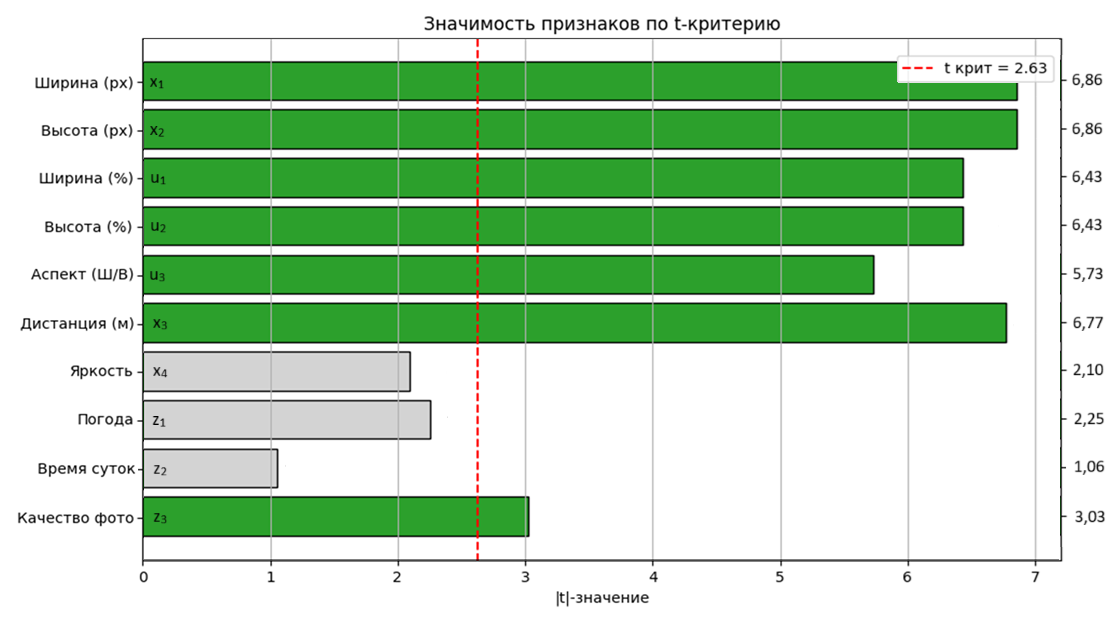 Значимость признаков по t-критерию
t крит = 2.63
Ширина (px) x₁ 6,86
Высота (px) x₂ 6,86
Ширина (%) u₁ 6,43
Высота (%) u₂ 6,43
Аспект (Ш/В) u₃ 5,73
Дистанция (м) x₃ 6,77
Яркость x₄ 2,10
Погода z₁ 2,25
Время суток z₂ 1,06
Качество фото z₃ 3,03
0 1 2 3 4 5 6 7
|t|-значение